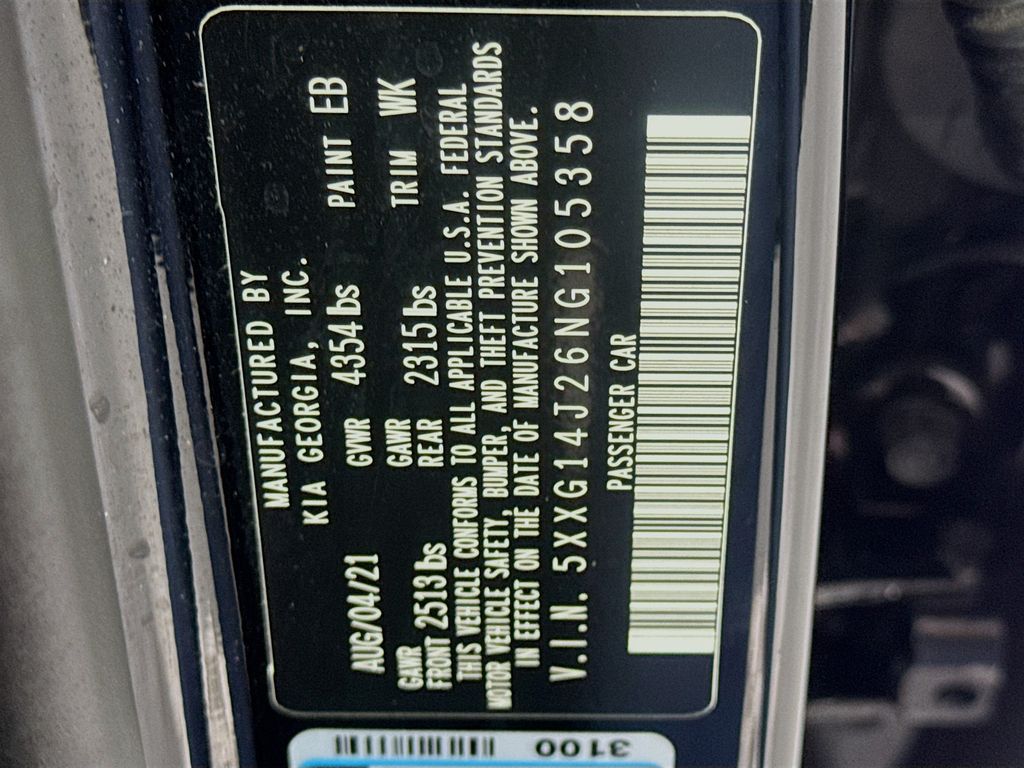 MANUFACTURED BY
KIA GEORGIA, INC.
AUG/04/21 GVWR 4354lbs PAINT EB
GAWR FRONT 2513lbs GAWR REAR 2315lbs TRIM WK
THIS VEHICLE CONFORMS TO ALL APPLICABLE U.S.A. FEDERAL
MOTOR VEHICLE SAFETY, BUMPER, AND THEFT PREVENTION STANDARDS
IN EFFECT ON THE DATE OF MANUFACTURE SHOWN ABOVE.
V.I.N. 5XXG14J26NG105358
PASSENGER CAR
3100